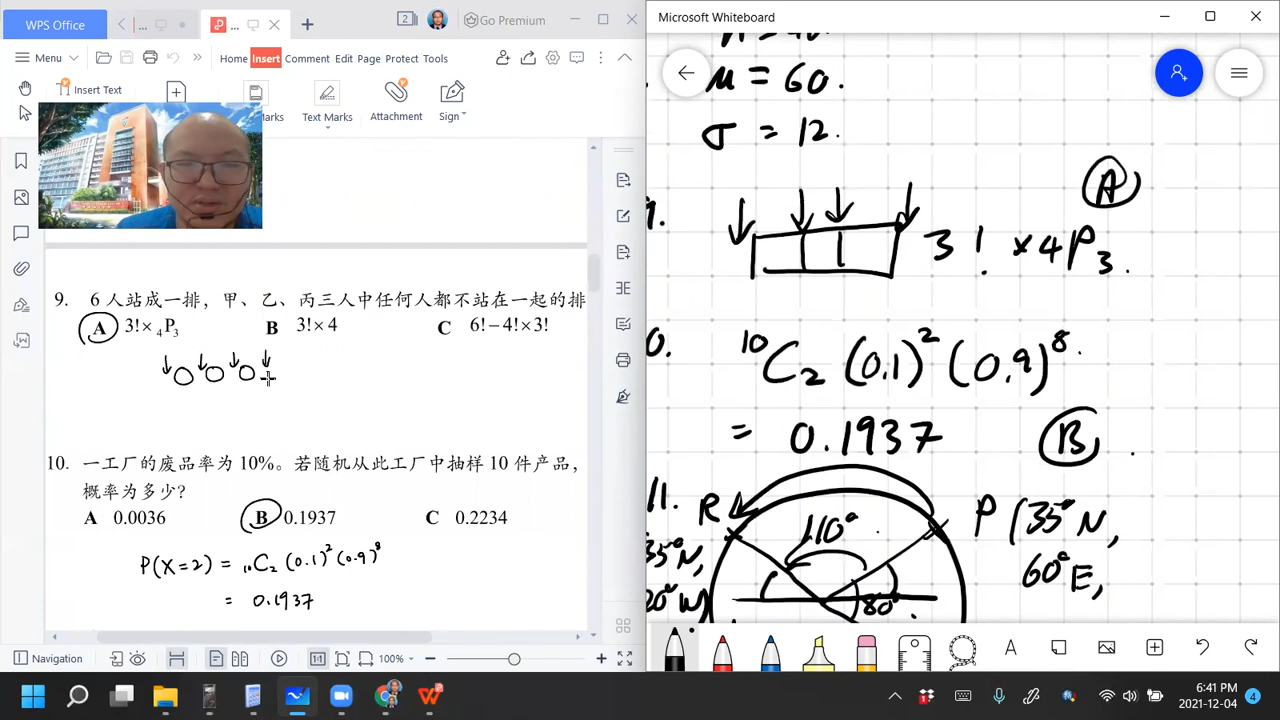 WPS Office
...
...
2
Go Premium
Menu
Home
Insert
Comment
Edit
Page
Protect
Tools
Insert Text
Text Marks
Attachment
Sign
9. 6 人站成一排，甲、乙、丙三人中任何人都不站在一起的排
A 3!× ₄P₃
B 3!×4
C 6!−4!×3!
10. 一工厂的废品率为 10%。若随机从此工厂中抽样 10 件产品，
概率为多少?
A 0.0036
B 0.1937
C 0.2234
P(X=2) = ₁₀C₂ (0.1)² (0.9)⁸
= 0.1937
Navigation
100%
Microsoft Whiteboard
μ = 60.
σ = 12.
A
9.
3! × 4P₃.
0.
¹⁰C₂ (0.1)² (0.9)⁸.
= 0.1937
B
11.
R
110°
P (35°N,
60°E,
35°N,
20°W)
80°
6:41 PM
2021-12-04
4